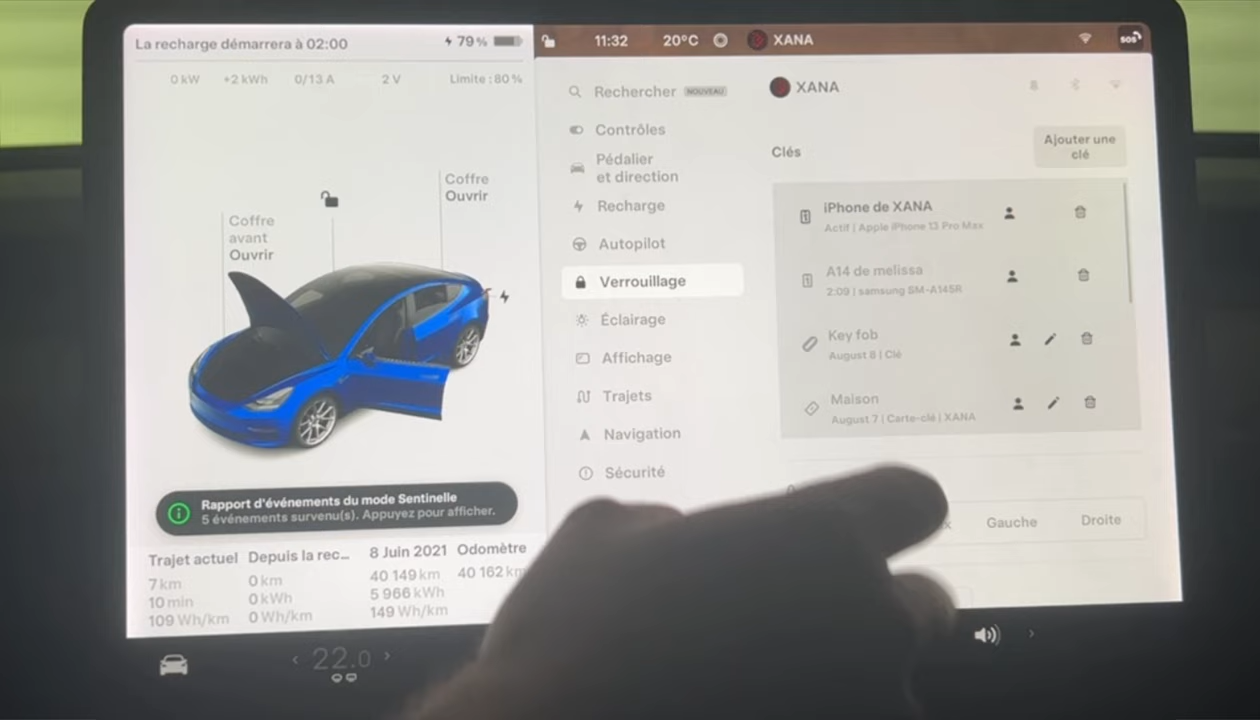 La recharge démarrera à 02:00
79 %
0 kW +2 kWh 0/13 A 2 V Limite : 80 %
Coffre
Ouvrir
Coffre
avant
Ouvrir
Rapport d'événements du mode Sentinelle
5 événements survenu(s). Appuyez pour afficher.
Trajet actuel Depuis la rec... 8 Juin 2021 Odomètre
7 km 0 km 40 149 km 40 162 km
10 min 0 kWh 5 966 kWh
109 Wh/km 0 Wh/km 149 Wh/km
22.0
11:32 20°C XANA
SOS
Rechercher NOUVEAU
Contrôles
Pédalier
et direction
Recharge
Autopilot
Verrouillage
Éclairage
Affichage
Trajets
Navigation
Sécurité
XANA
Clés
Ajouter une
clé
iPhone de XANA
Actif | Apple iPhone 13 Pro Max
A14 de melissa
2:09 | samsung SM-A145R
Key fob
August 8 | Clé
Maison
August 7 | Carte-clé | XANA
Gauche Droite